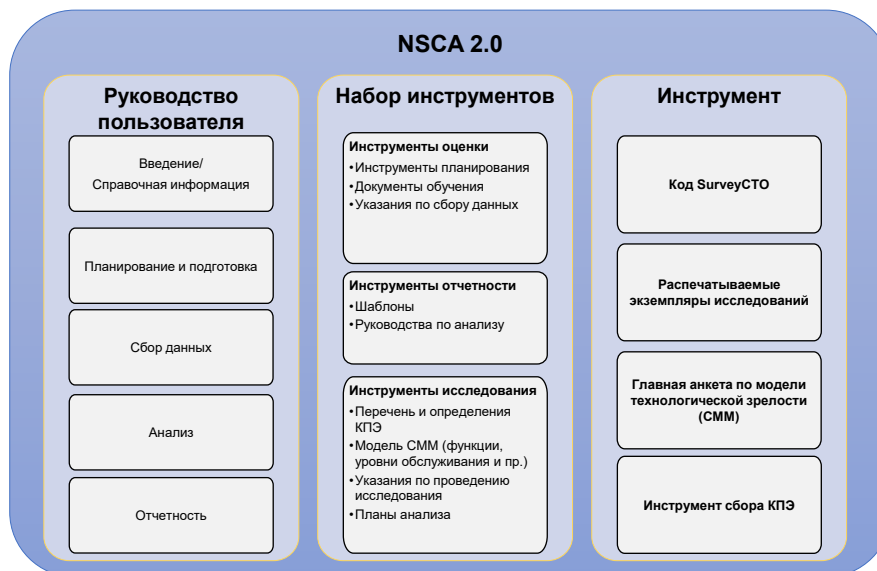 NSCA 2.0
Руководство
пользователя
Введение/
Справочная информация
Планирование и подготовка
Сбор данных
Анализ
Отчетность
Набор инструментов
Инструменты оценки
•Инструменты планирования
•Документы обучения
•Указания по сбору данных
Инструменты отчетности
•Шаблоны
•Руководства по анализу
Инструменты исследования
•Перечень и определения
КПЭ
•Модель CMM (функции,
уровни обслуживания и пр.)
•Указания по проведению
исследования
•Планы анализа
Инструмент
Код SurveyCTO
Распечатываемые
экземпляры исследований
Главная анкета по модели
технологической зрелости
(CMM)
Инструмент сбора КПЭ